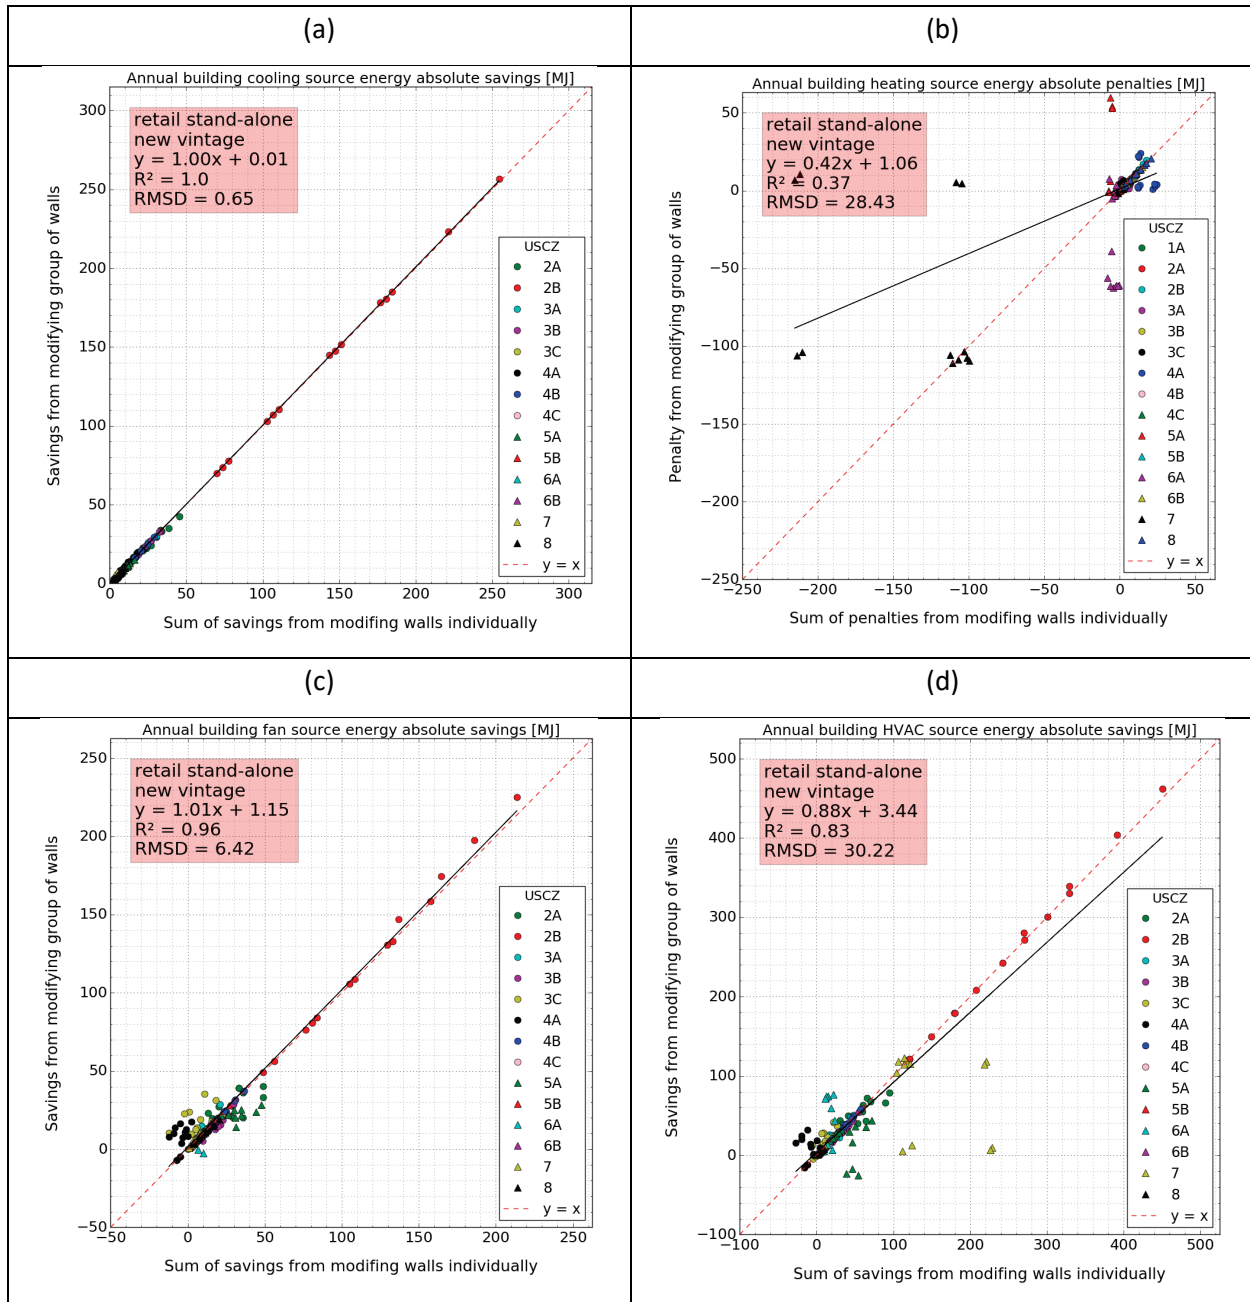 (a)
(b)
Annual building cooling source energy absolute savings [MJ]
300
250
200
150
100
50
0
Savings from modifying group of walls
retail stand-alone
new vintage
y = 1.00x + 0.01
R² = 1.0
RMSD = 0.65
USCZ
2A
2B
3A
3B
3C
4A
4B
4C
5A
5B
6A
6B
7
8
y = x
0 50 100 150 200 250 300
Sum of savings from modifing walls individually
Annual building heating source energy absolute penalties [MJ]
50
0
−50
−100
−150
−200
−250
Penalty from modifying group of walls
retail stand-alone
new vintage
y = 0.42x + 1.06
R² = 0.37
RMSD = 28.43
USCZ
1A
2A
2B
3A
3B
3C
4A
4B
4C
5A
5B
6A
6B
7
8
y = x
−250 −200 −150 −100 −50 0 50
Sum of penalties from modifing walls individually
(c)
(d)
Annual building fan source energy absolute savings [MJ]
250
200
150
100
50
0
−50
Savings from modifying group of walls
retail stand-alone
new vintage
y = 1.01x + 1.15
R² = 0.96
RMSD = 6.42
USCZ
2A
2B
3A
3B
3C
4A
4B
4C
5A
5B
6A
6B
7
8
y = x
−50 0 50 100 150 200 250
Sum of savings from modifing walls individually
Annual building HVAC source energy absolute savings [MJ]
500
400
300
200
100
0
−100
Savings from modifying group of walls
retail stand-alone
new vintage
y = 0.88x + 3.44
R² = 0.83
RMSD = 30.22
USCZ
2A
2B
3A
3B
3C
4A
4B
4C
5A
5B
6A
6B
7
8
y = x
−100 0 100 200 300 400 500
Sum of savings from modifing walls individually